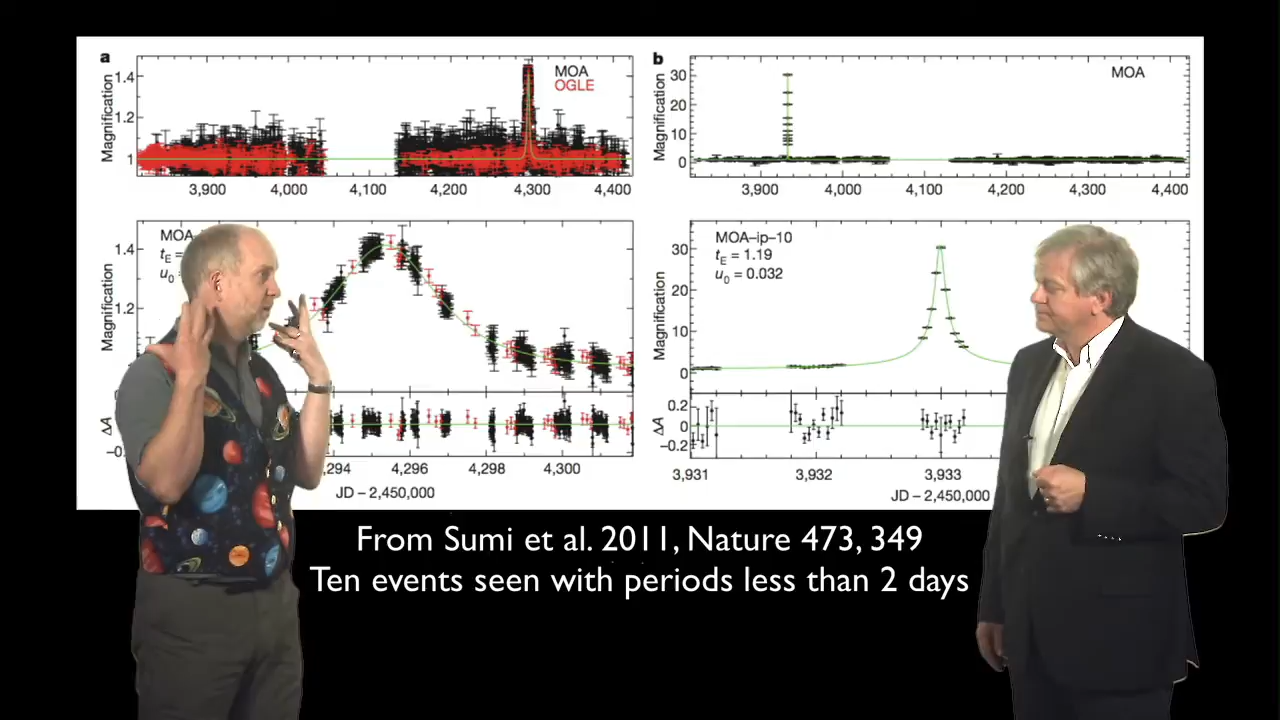 a
MOA
OGLE
Magnification
1.4
1.2
1
3,900 4,000 4,100 4,200 4,300 4,400
b
MOA
Magnification
30
20
10
0
3,900 4,000 4,100 4,200 4,300 4,400
MOA
tE =
u0
Magnification
1.4
1.2
ΔA
4,296 4,298 4,300
JD – 2,450,000
MOA–ip–10
tE = 1.19
u0 = 0.032
Magnification
30
20
10
0
ΔA
0.2
0
–0.2
3,931 3,932 3,933
JD – 2,450,000
From Sumi et al. 2011, Nature 473, 349
Ten events seen with periods less than 2 days